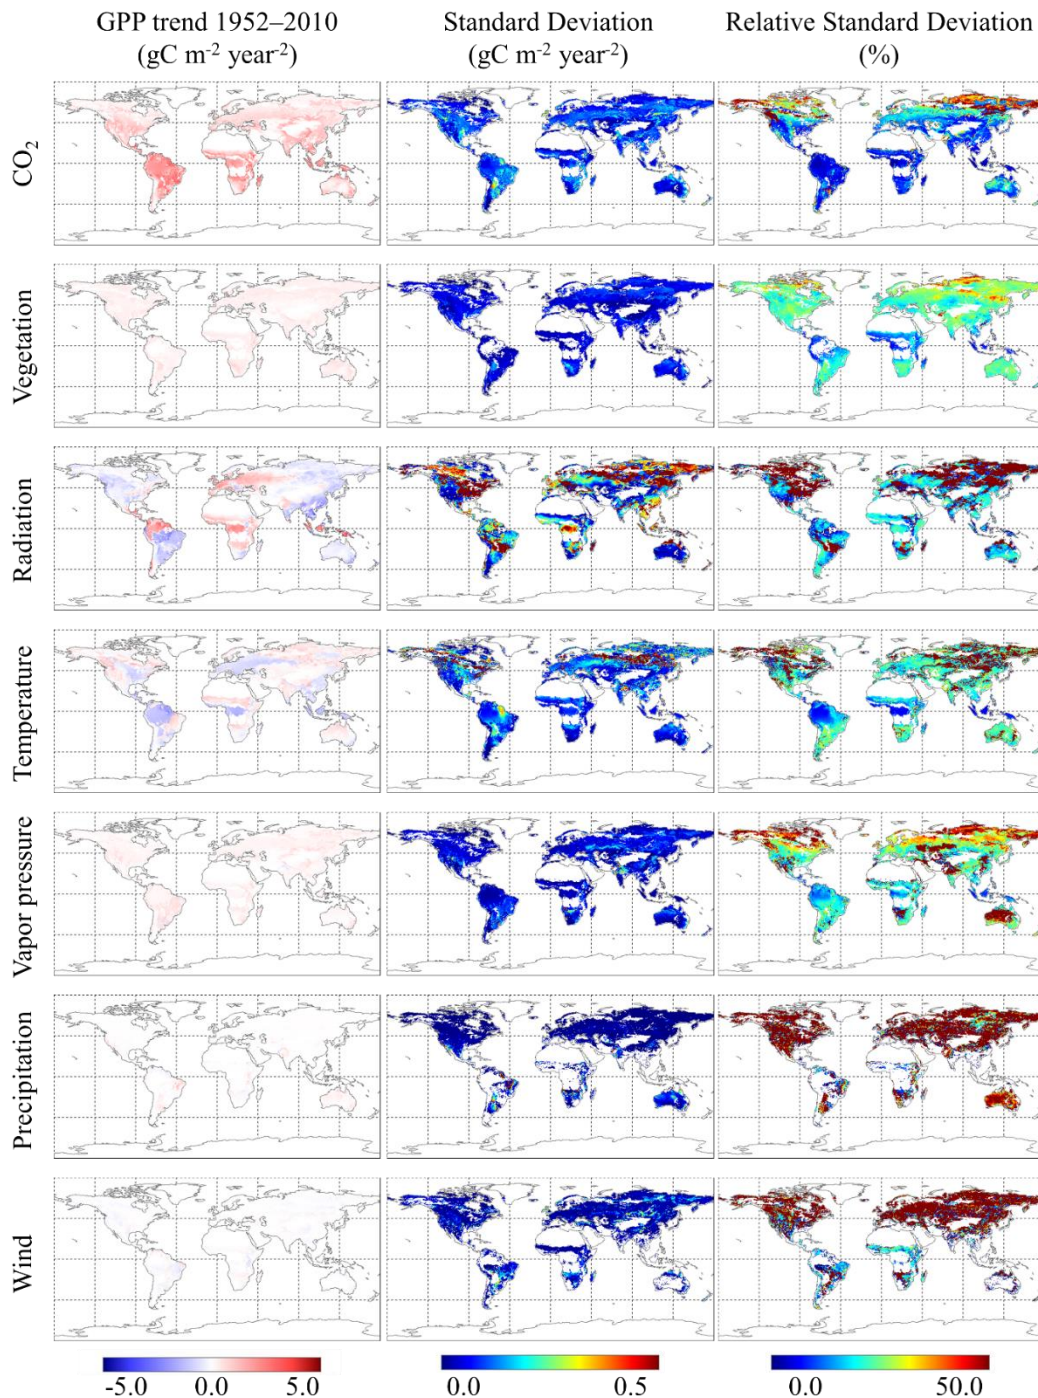 GPP trend 1952–2010
(gC m⁻² year⁻²)
Standard Deviation
(gC m⁻² year⁻²)
Relative Standard Deviation
(%)
CO₂
Vegetation
Radiation
Temperature
Vapor pressure
Precipitation
Wind
-5.0 0.0 5.0
0.0 0.5
0.0 50.0